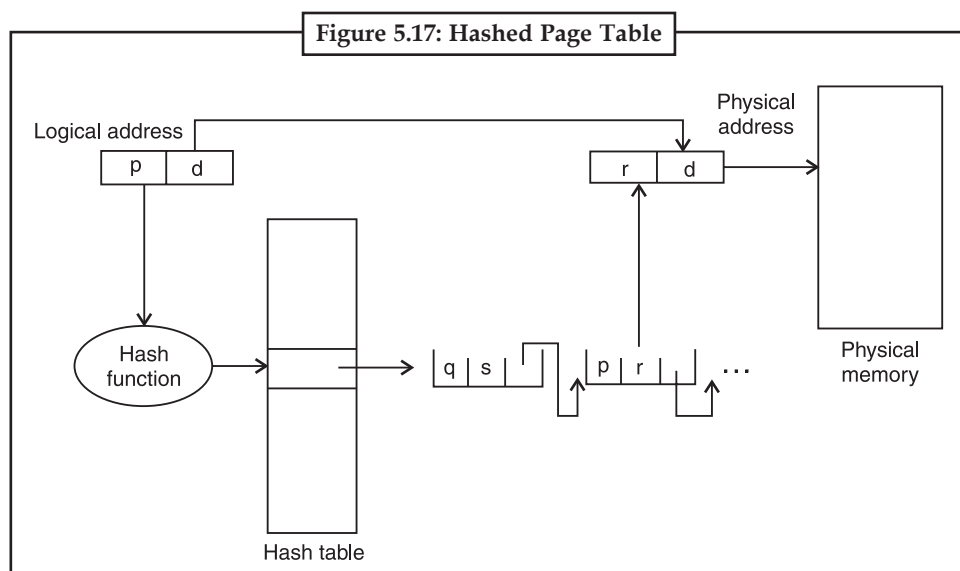 Figure 5.17: Hashed Page Table
Logical address
p d
Physical
address
r d
Hash
function
q s
p r
...
Physical
memory
Hash table